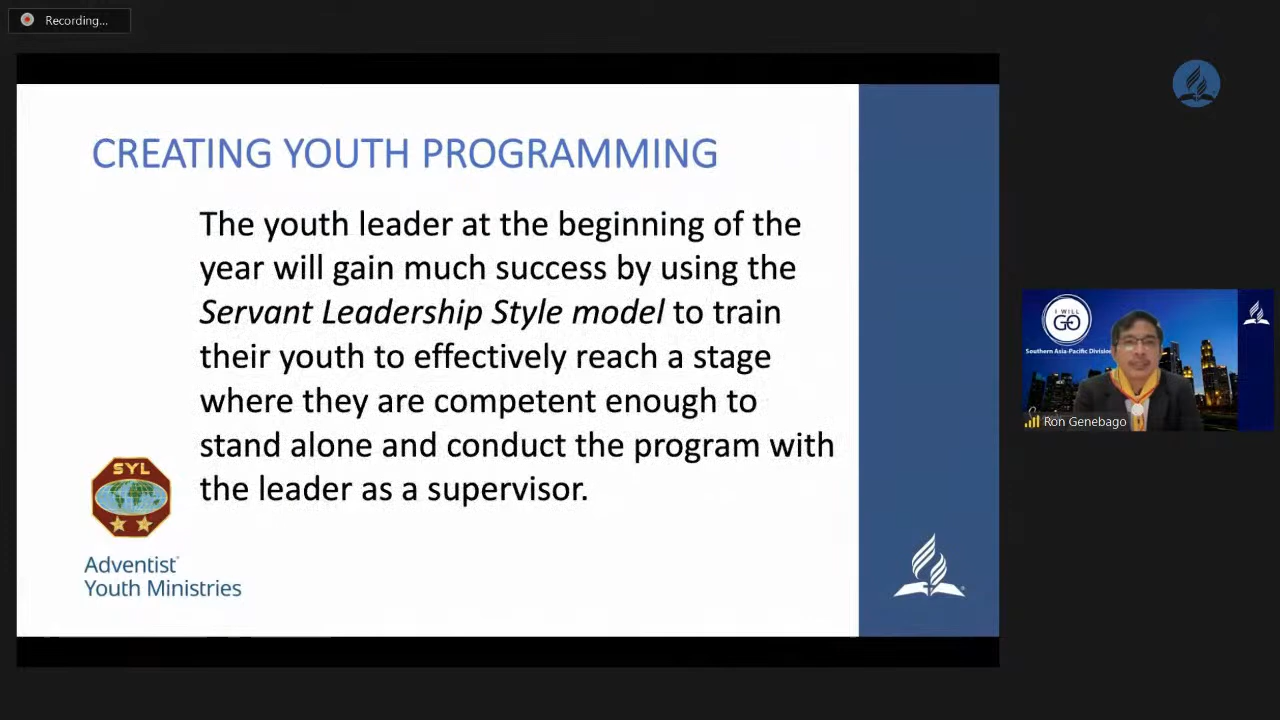 Recording...
CREATING YOUTH PROGRAMMING
The youth leader at the beginning of the
year will gain much success by using the
Servant Leadership Style model to train
their youth to effectively reach a stage
where they are competent enough to
stand alone and conduct the program with
the leader as a supervisor.
SYL
Adventist
Youth Ministries
I WILL
GO
Southern Asia-Pacific Division
Ron Genebago